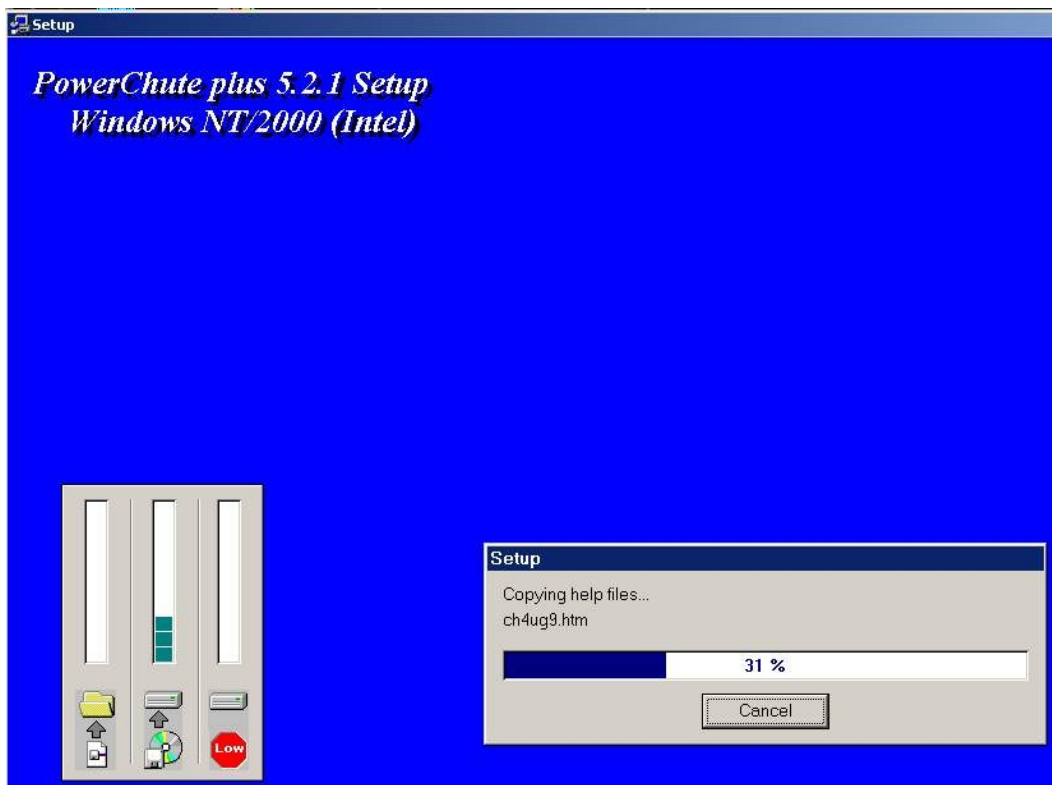 Setup
PowerChute plus 5.2.1 Setup
Windows NT/2000 (Intel)
Low
Setup
Copying help files...
ch4ug9.htm
31 %
Cancel